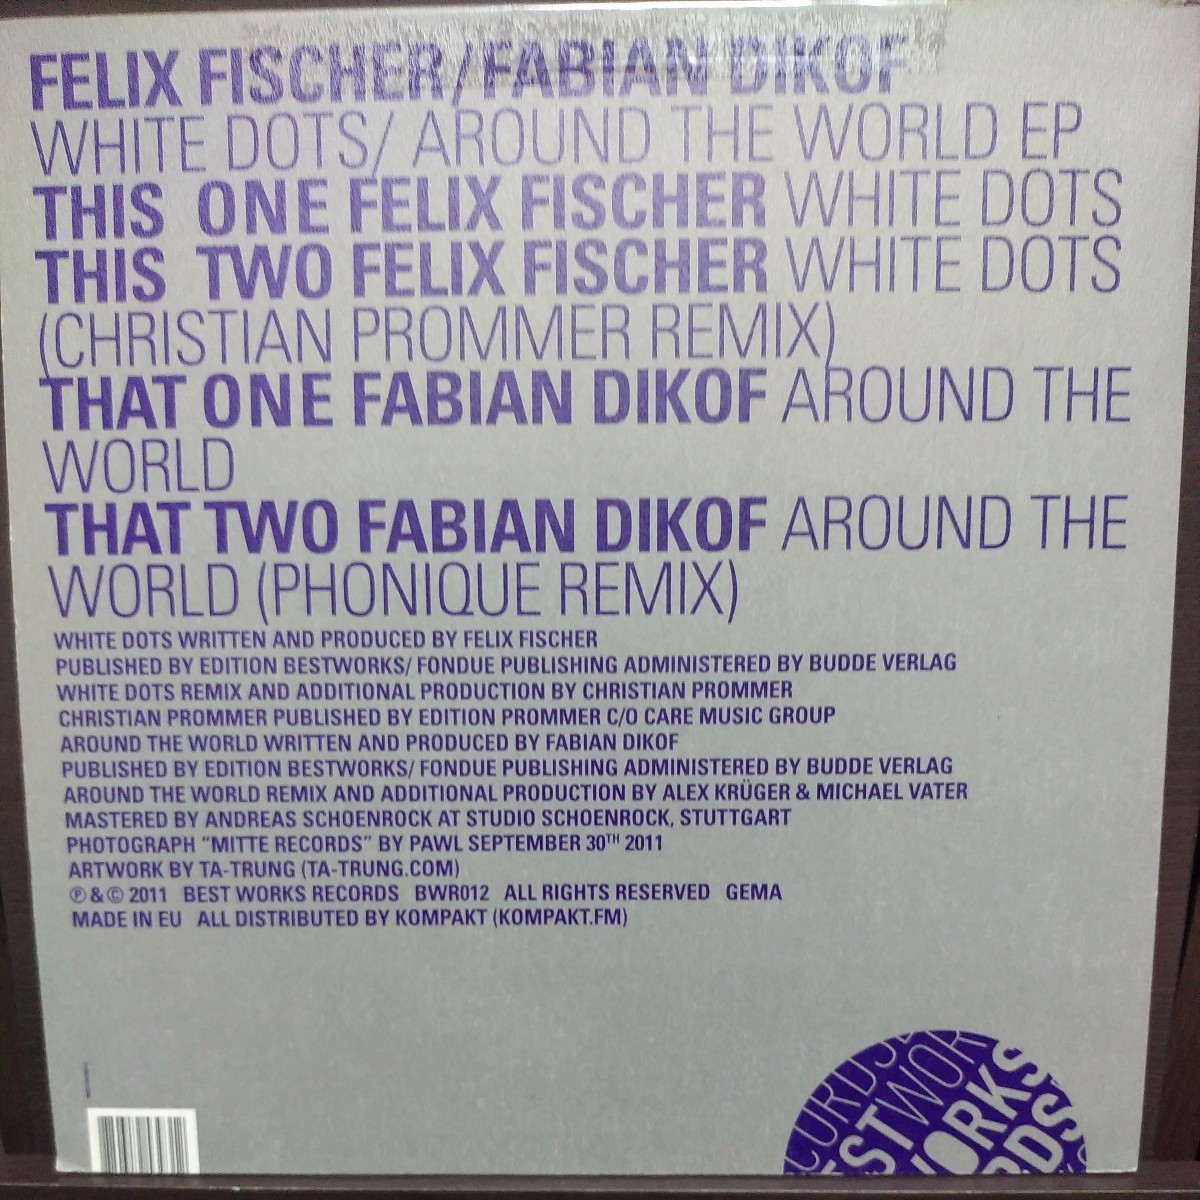 FELIX FISCHER/FABIAN DIKOF
WHITE DOTS/ AROUND THE WORLD EP
THIS ONE FELIX FISCHER WHITE DOTS
THIS TWO FELIX FISCHER WHITE DOTS
(CHRISTIAN PROMMER REMIX)
THAT ONE FABIAN DIKOF AROUND THE
WORLD
THAT TWO FABIAN DIKOF AROUND THE
WORLD (PHONIQUE REMIX)
WHITE DOTS WRITTEN AND PRODUCED BY FELIX FISCHER
PUBLISHED BY EDITION BESTWORKS/ FONDUE PUBLISHING ADMINISTERED BY BUDDE VERLAG
WHITE DOTS REMIX AND ADDITIONAL PRODUCTION BY CHRISTIAN PROMMER
CHRISTIAN PROMMER PUBLISHED BY EDITION PROMMER C/O CARE MUSIC GROUP
AROUND THE WORLD WRITTEN AND PRODUCED BY FABIAN DIKOF
PUBLISHED BY EDITION BESTWORKS/ FONDUE PUBLISHING ADMINISTERED BY BUDDE VERLAG
AROUND THE WORLD REMIX AND ADDITIONAL PRODUCTION BY ALEX KRÜGER & MICHAEL VATER
MASTERED BY ANDREAS SCHOENROCK AT STUDIO SCHOENROCK, STUTTGART
PHOTOGRAPH "MITTE RECORDS" BY PAWL SEPTEMBER 30TH 2011
ARTWORK BY TA-TRUNG (TA-TRUNG.COM)
℗ & © 2011 BEST WORKS RECORDS BWR012 ALL RIGHTS RESERVED GEMA
MADE IN EU ALL DISTRIBUTED BY KOMPAKT (KOMPAKT.FM)